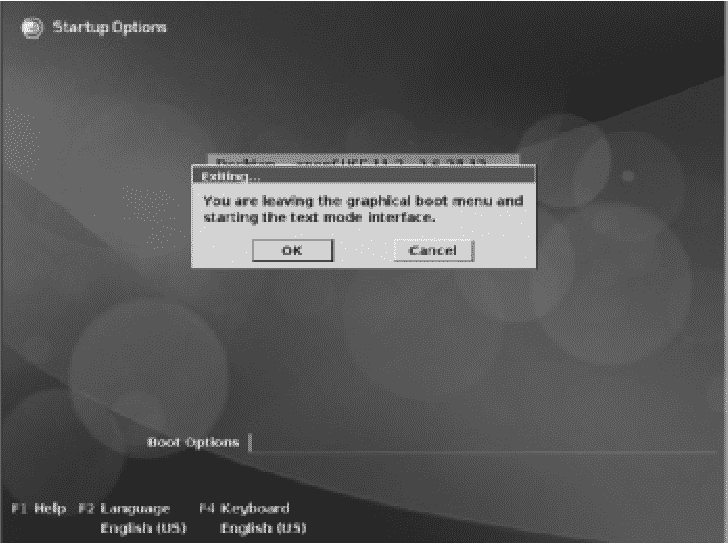 Startup Options
Desktop
Exiting...
You are leaving the graphical boot menu and
starting the text mode interface.
OK Cancel
Boot Options
F1 Help F2 Language F4 Keyboard
English (US) English (US)